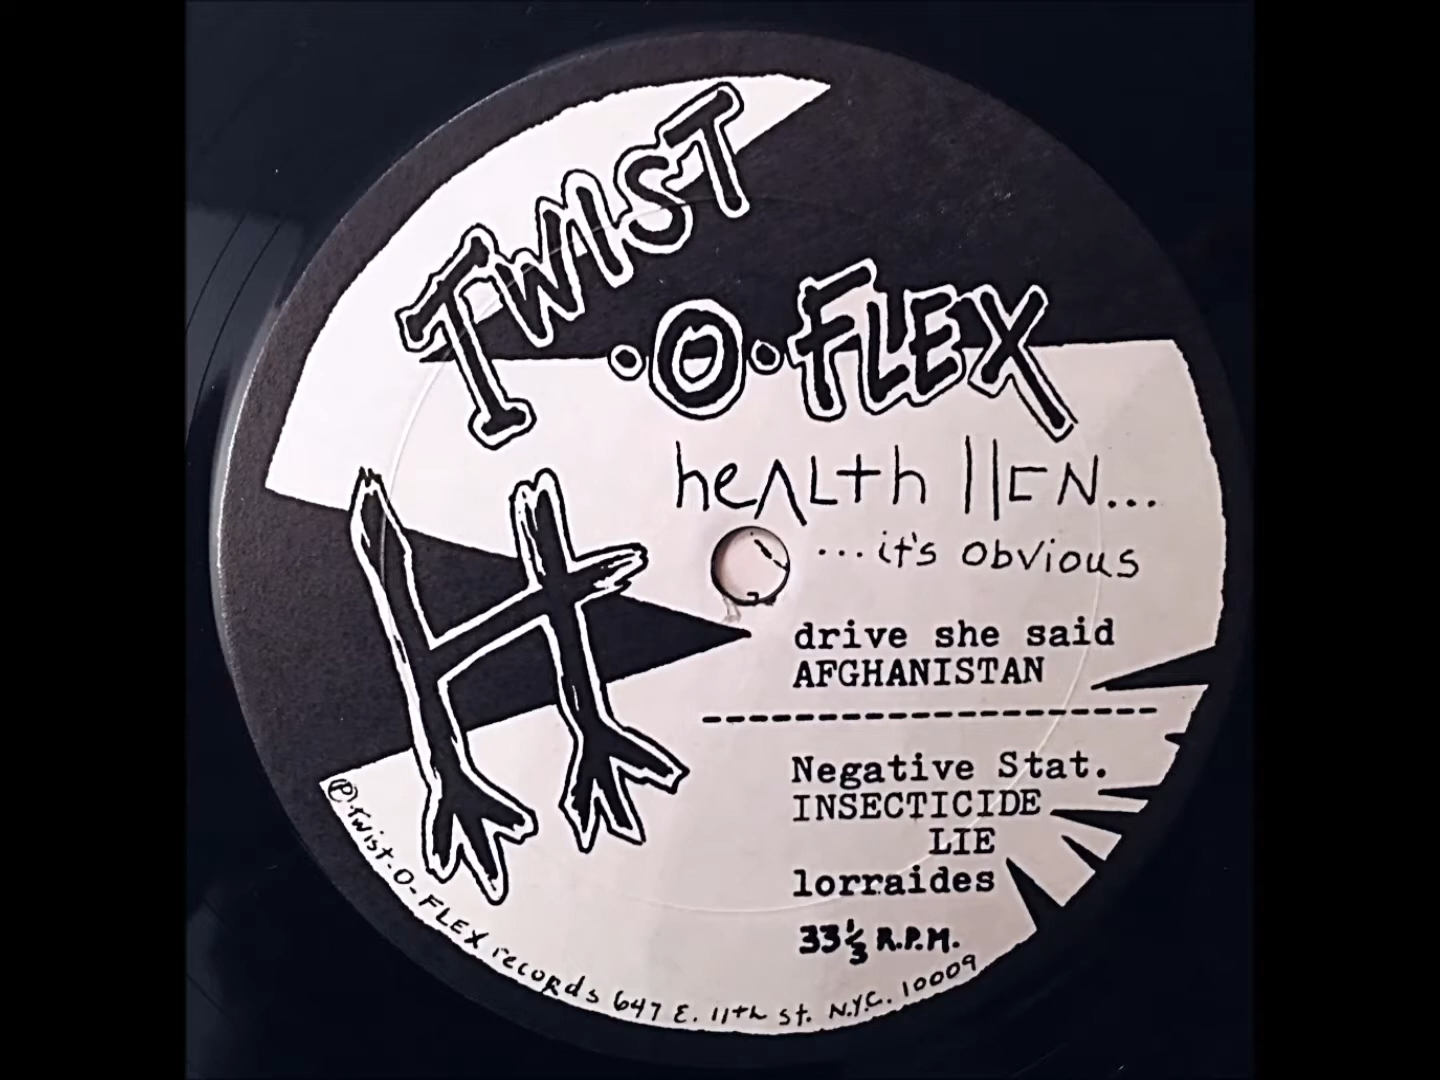 TWIST
·O·FLEX
heALth HEN...
...it's obvious
drive she said
AFGHANISTAN
--------------------
Negative Stat.
INSECTICIDE
LIE
lorraides
33⅓ R.P.M.
H
℗ twist-O-FLEX records 647 E. 11th st. N.Y.C. 10009